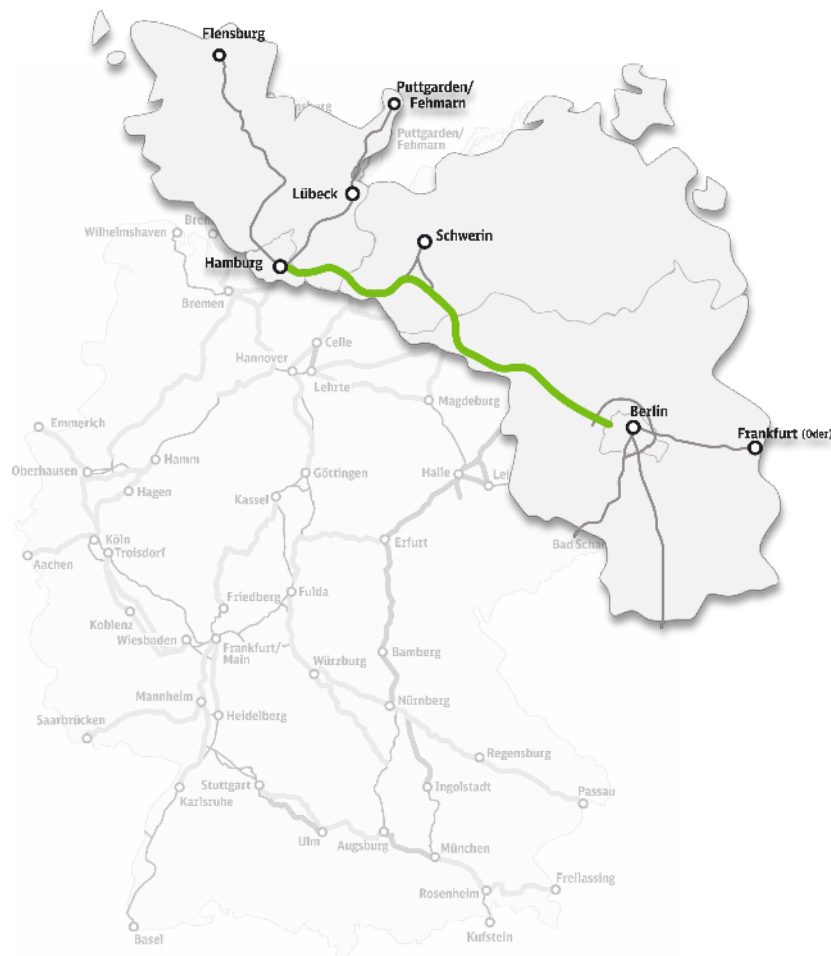 Flensburg
Puttgarden/
Fehmarn
Puttgarden/
Fehmarn
Lübeck
Wilhelmshaven
Schwerin
Hamburg
Bremen
Celle
Hannover
Lehrte
Magdeburg
Berlin
Emmerich
Frankfurt (Oder)
Hamm
Oberhausen
Göttingen
Halle
Hagen
Kassel
Köln
Troisdorf
Erfurt
Bad Schan
Aachen
Friedberg
Fulda
Koblenz
Wiesbaden
Frankfurt/
Main
Bamberg
Würzburg
Mannheim
Nürnberg
Saarbrücken
Heidelberg
Regensburg
Stuttgart
Ingolstadt
Karlsruhe
Passau
Ulm
Augsburg
München
Rosenheim
Freilassing
Basel
Kufstein